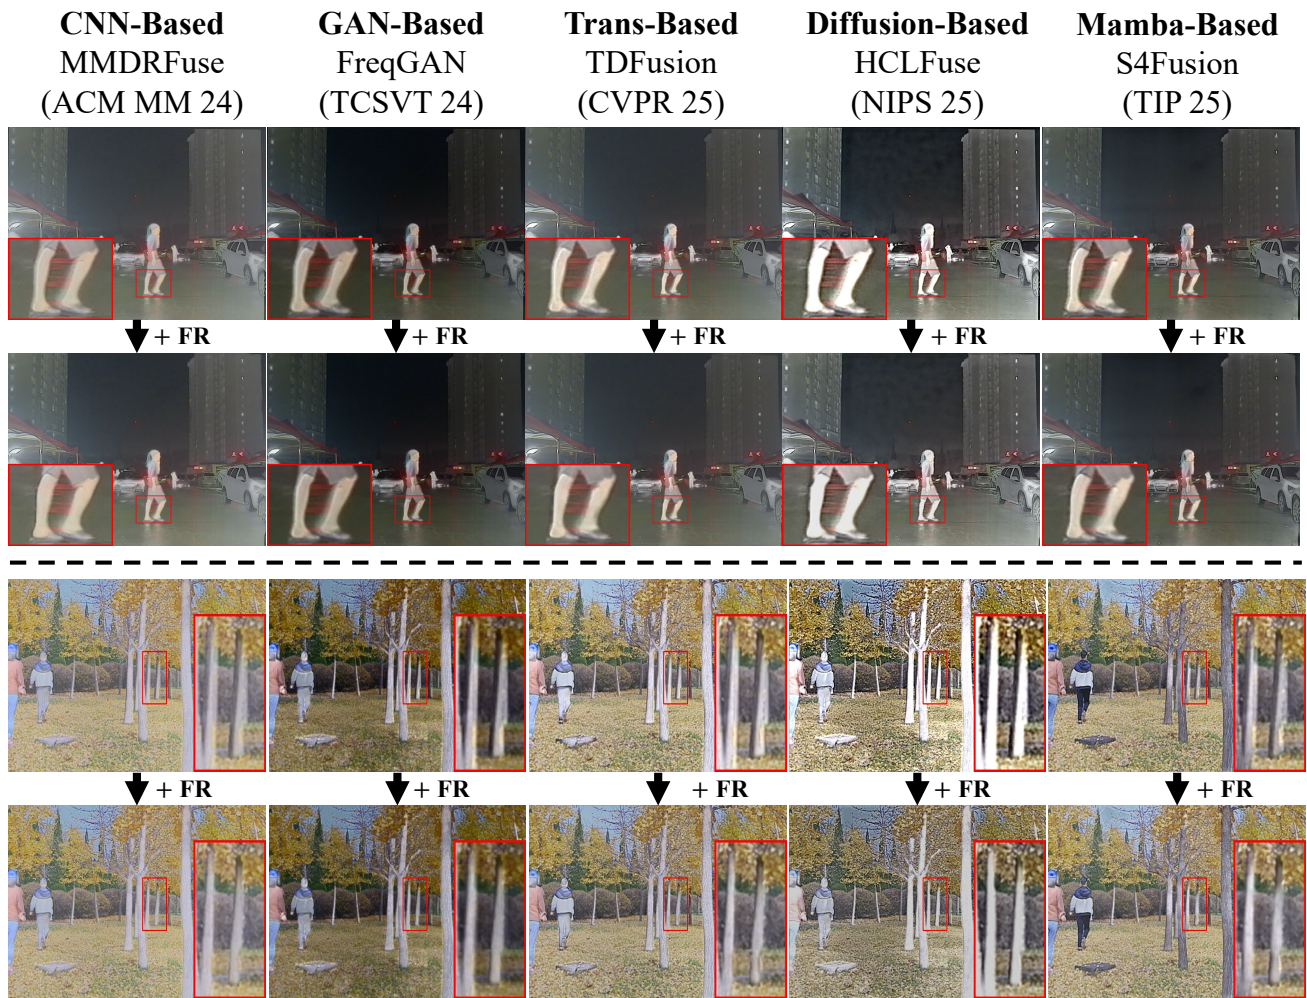 CNN-Based GAN-Based Trans-Based Diffusion-Based Mamba-Based
MMDRFuse FreqGAN TDFusion HCLFuse S4Fusion
(ACM MM 24) (TCSVT 24) (CVPR 25) (NIPS 25) (TIP 25)
+ FR + FR + FR + FR + FR
+ FR + FR + FR + FR + FR